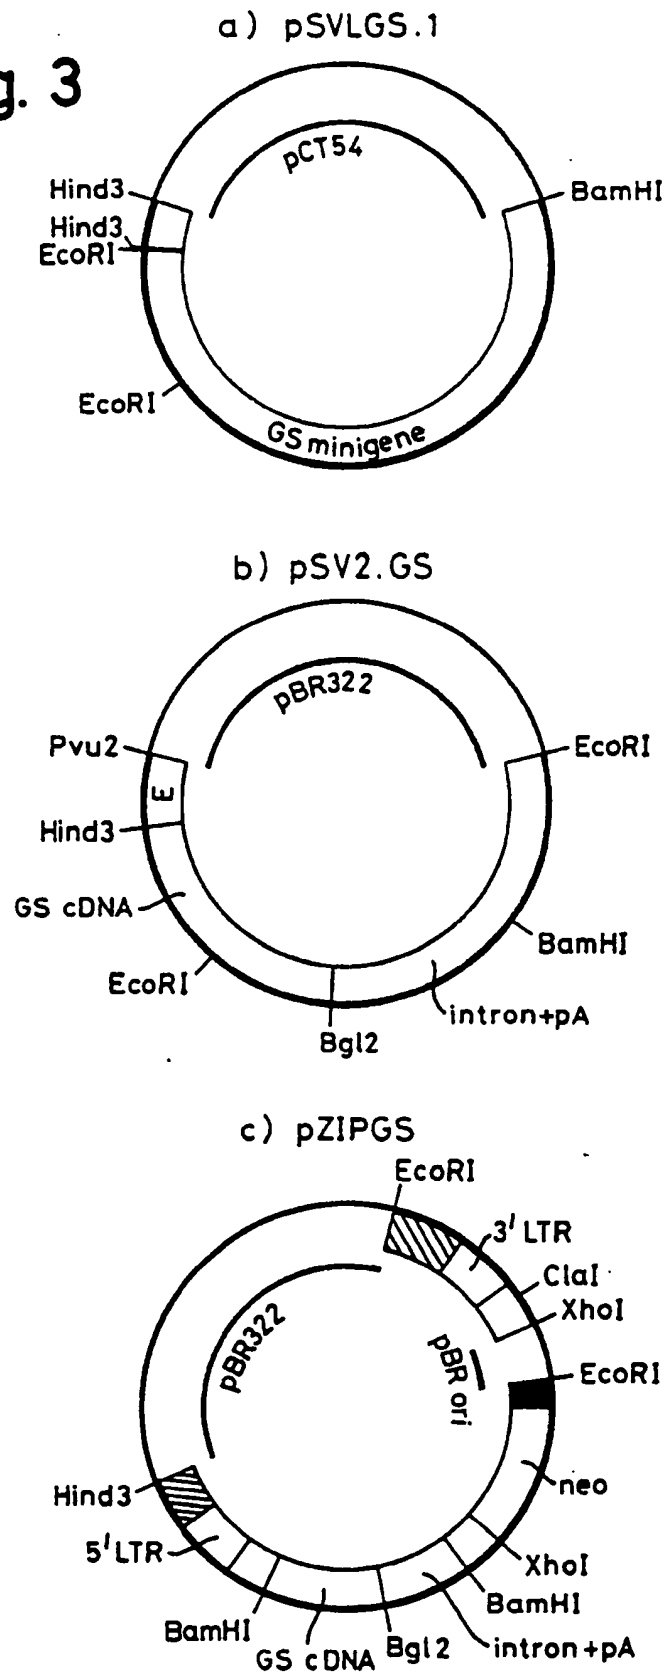 a) pSVLGS.1
g. 3
pCT54
Hind3
BamHI
Hind3
EcoRI
EcoRI
GS minigene
b) pSV2.GS
pBR322
Pvu2
EcoRI
E
Hind3
GS cDNA
BamHI
EcoRI
intron+pA
Bgl2
c) pZIPGS
EcoRI
3' LTR
ClaI
XhoI
pBR322
pBR ori
EcoRI
Hind3
neo
5' LTR
XhoI
BamHI
BamHI
GS cDNA
Bgl2
intron+pA